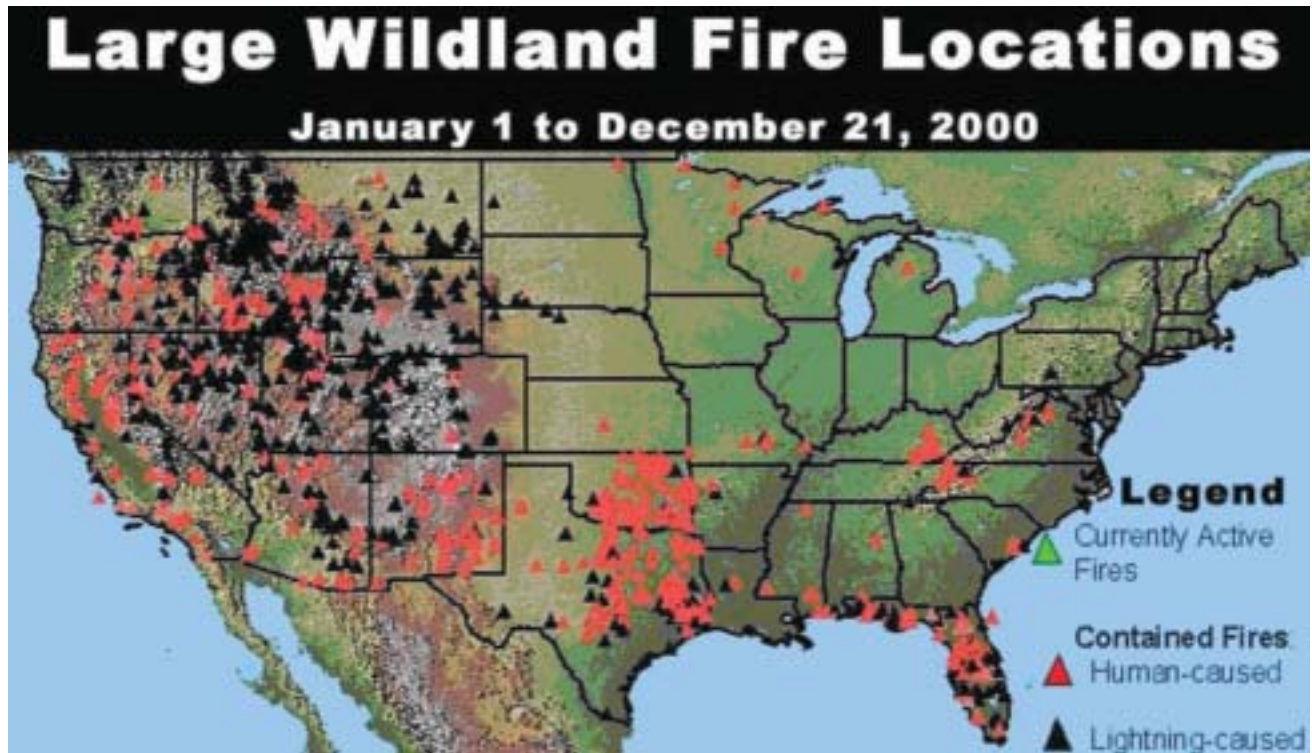 Large Wildland Fire Locations
January 1 to December 21, 2000
Legend
Currently Active
Fires
Contained Fires:
Human-caused
Lightning-caused